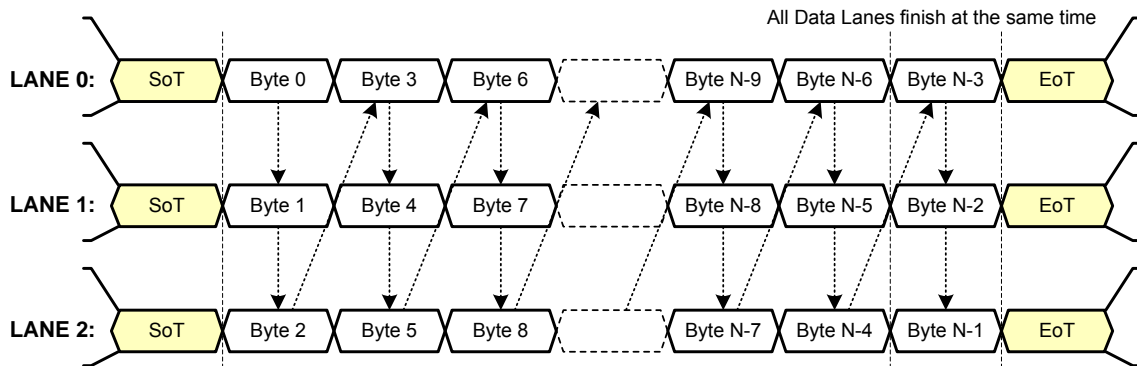 All Data Lanes finish at the same time
LANE 0: SoT Byte 0 Byte 3 Byte 6 Byte N-9 Byte N-6 Byte N-3 EoT
LANE 1: SoT Byte 1 Byte 4 Byte 7 Byte N-8 Byte N-5 Byte N-2 EoT
LANE 2: SoT Byte 2 Byte 5 Byte 8 Byte N-7 Byte N-4 Byte N-1 EoT